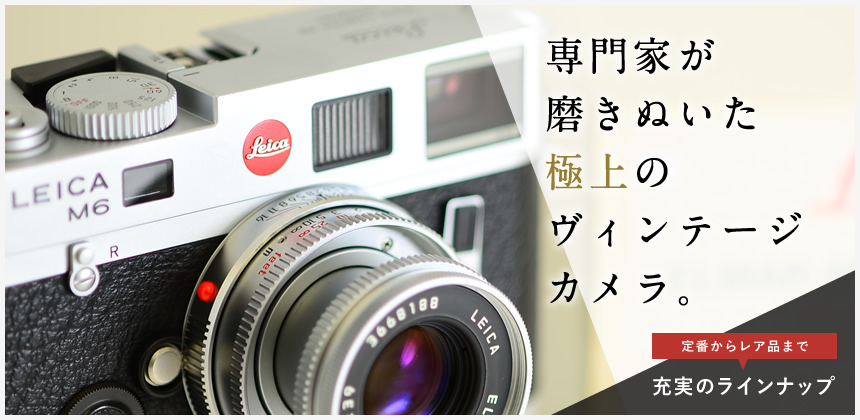 専門家が
磨きぬいた
極上の
ヴィンテージ
カメラ。
定番からレア品まで
充実のラインナップ
Leica
LEICA
M6
R
feet
m
3668188
LEICA